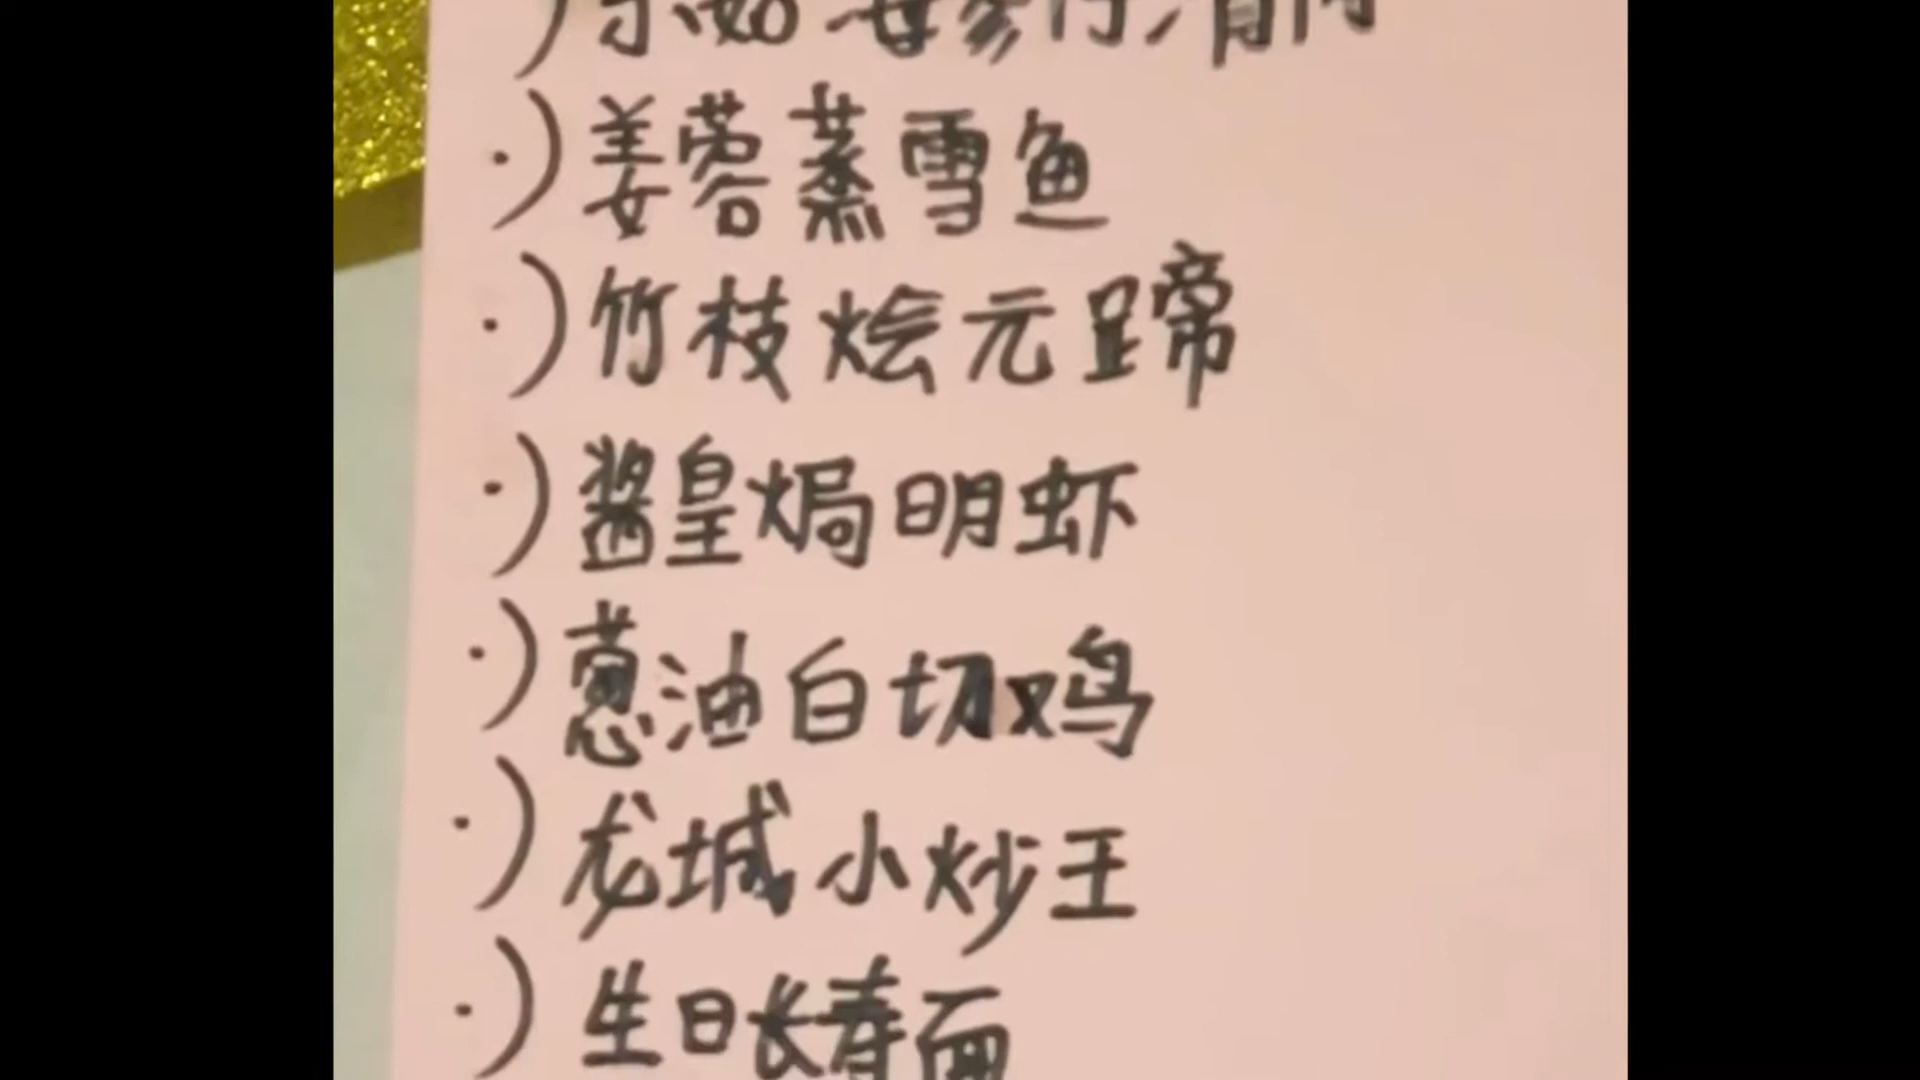 ·）姜蓉蒸雪鱼
·）竹枝烩元蹄
·）酱皇焗明虾
·）蔥油白切鸡
·）龙城小炒王
·）生日长寿面